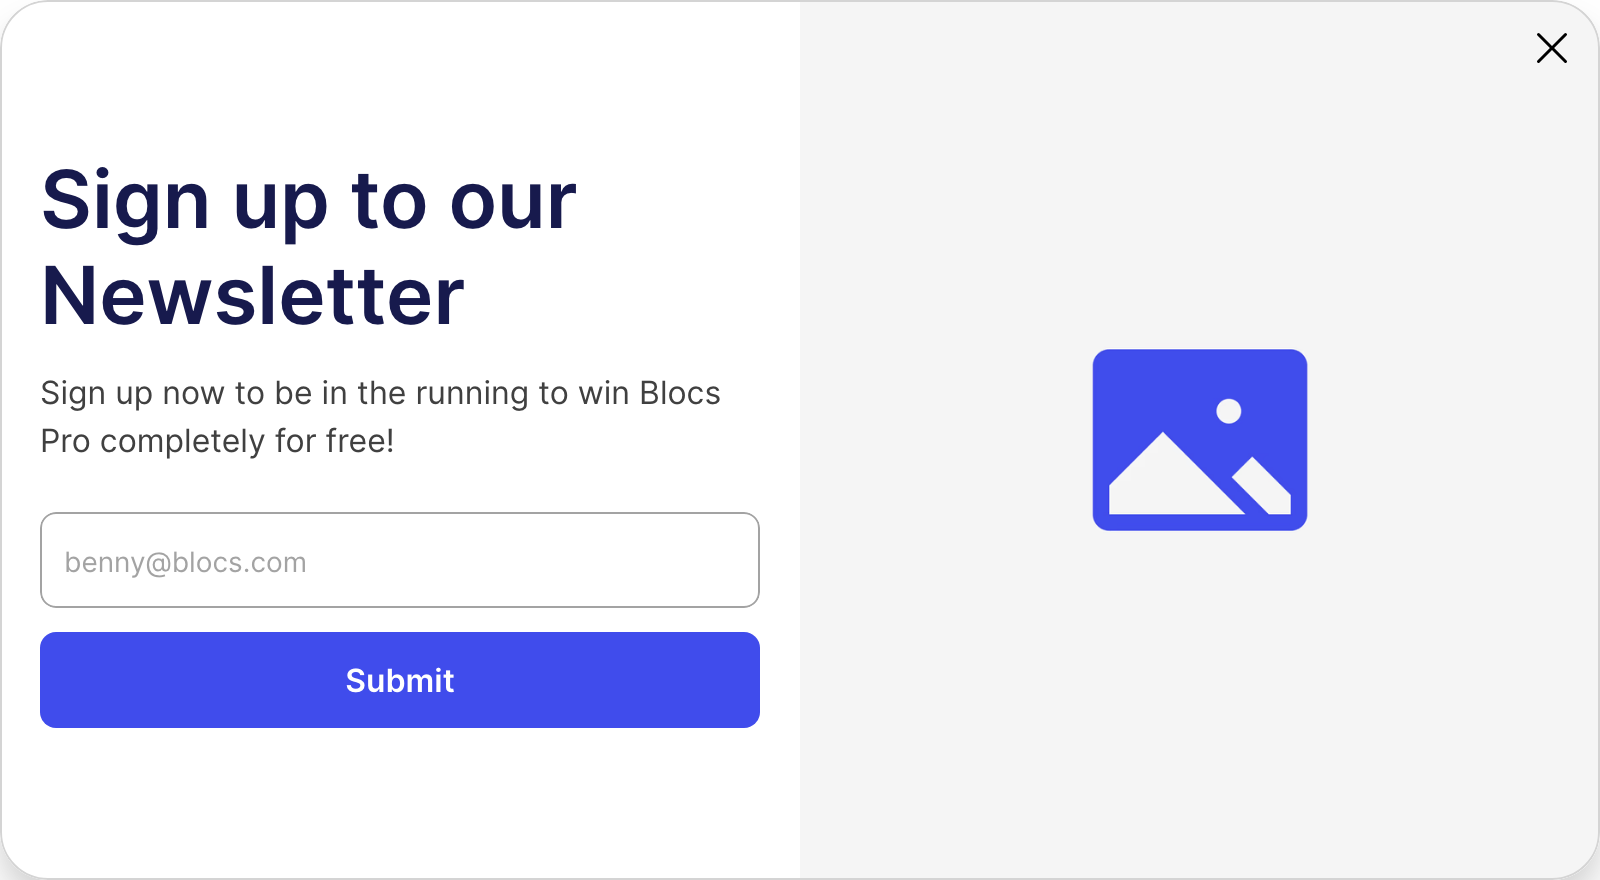 Sign up to our
Newsletter
Sign up now to be in the running to win Blocs
Pro completely for free!
benny@blocs.com
Submit